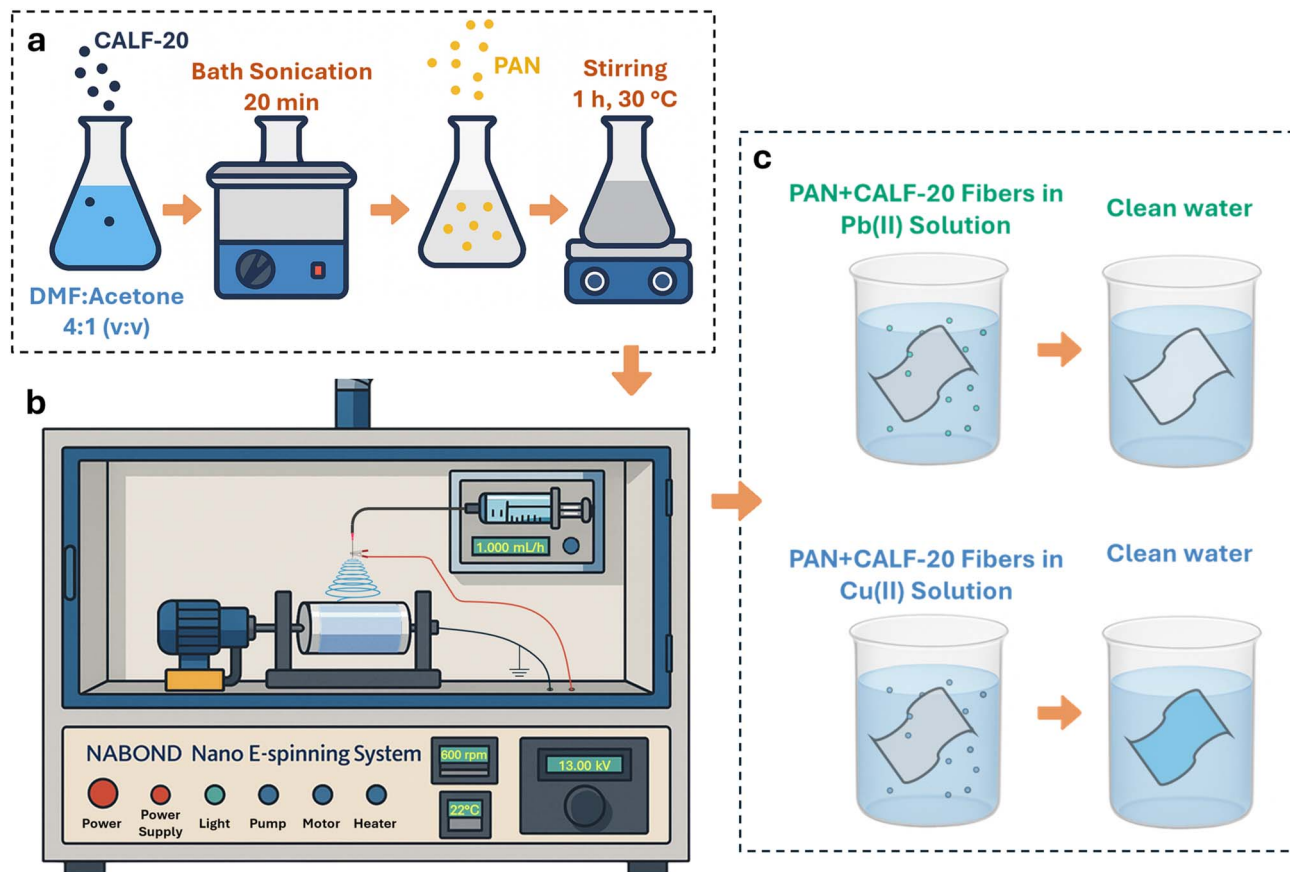 a
CALF-20
Bath Sonication
20 min
PAN
Stirring
1 h, 30 °C
DMF:Acetone
4:1 (v:v)
b
1.000 mL/h
NABOND Nano E-spinning System
600 rpm
22°C
13.00 kV
Power
Power
Supply
Light
Pump
Motor
Heater
c
PAN+CALF-20 Fibers in
Pb(II) Solution
Clean water
PAN+CALF-20 Fibers in
Cu(II) Solution
Clean water